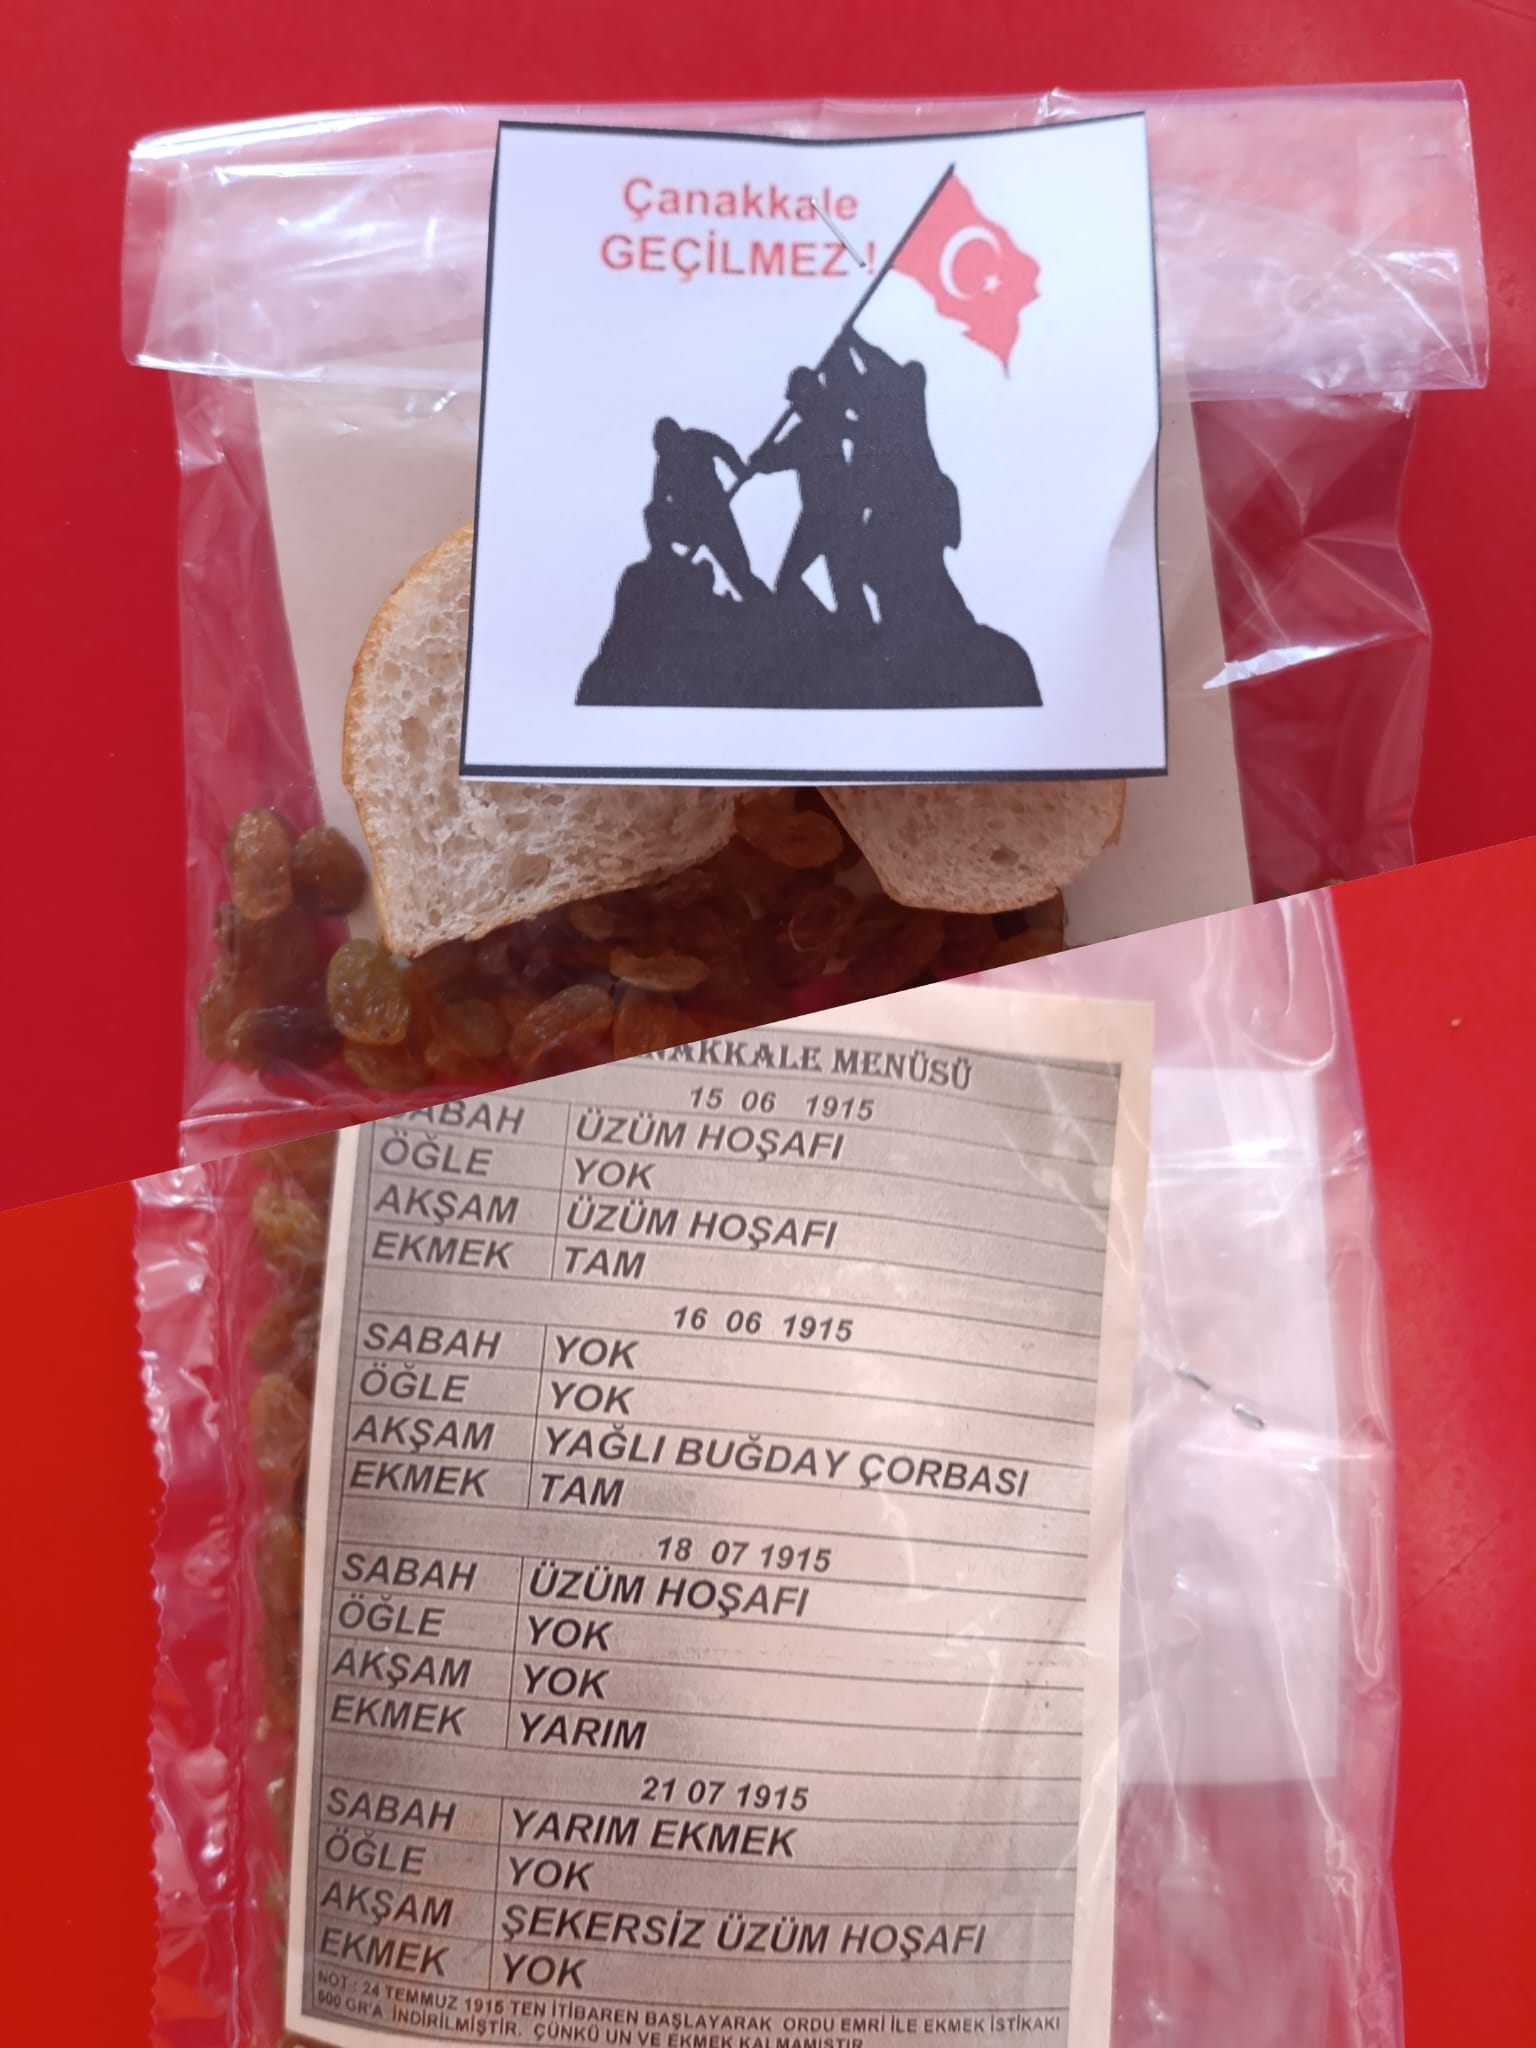 Çanakkale
GEÇİLMEZ !
MENÜSÜ
15 06 1915
SABAH ÜZÜM HOŞAFI
ÖĞLE YOK
AKŞAM ÜZÜM HOŞAFI
EKMEK TAM
16 06 1915
SABAH YOK
ÖĞLE YOK
AKŞAM YAĞLI BUĞDAY ÇORBASI
EKMEK TAM
18 07 1915
SABAH ÜZÜM HOŞAFI
ÖĞLE YOK
AKŞAM YOK
EKMEK YARIM
21 07 1915
SABAH YARIM EKMEK
ÖĞLE YOK
AKŞAM ŞEKERSİZ ÜZÜM HOŞAFI
EKMEK YOK
NOT : 24 TEMMUZ 1915 TEN İTİBAREN BAŞLAYARAK ORDU EMRİ İLE EKMEK İSTİKAKI
500 GR'A İNDİRİLMİŞTİR. ÇÜNKÜ UN VE EKMEK KALMAMIŞTIR